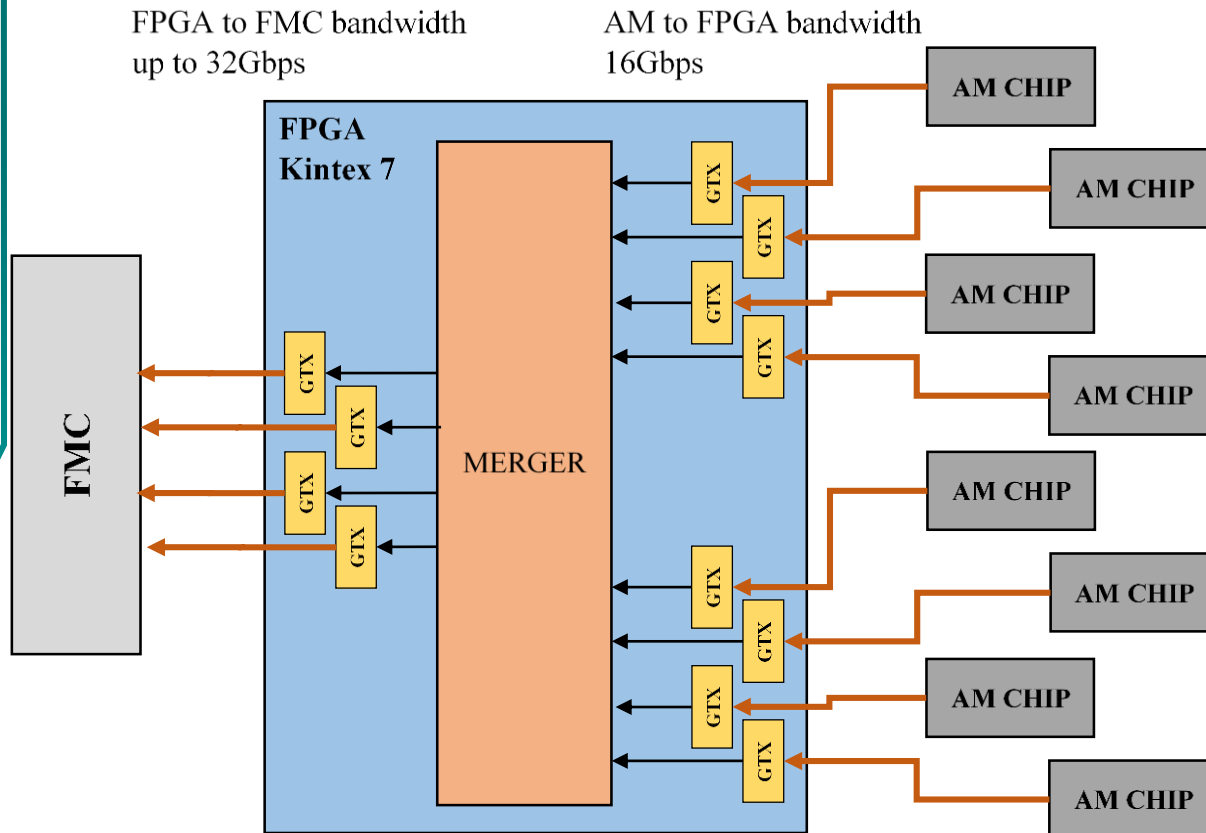 FPGA to FMC bandwidth
up to 32Gbps
AM to FPGA bandwidth
16Gbps
FPGA
Kintex 7
FMC
GTX
GTX
GTX
GTX
MERGER
GTX
GTX
GTX
GTX
GTX
GTX
GTX
GTX
AM CHIP
AM CHIP
AM CHIP
AM CHIP
AM CHIP
AM CHIP
AM CHIP
AM CHIP